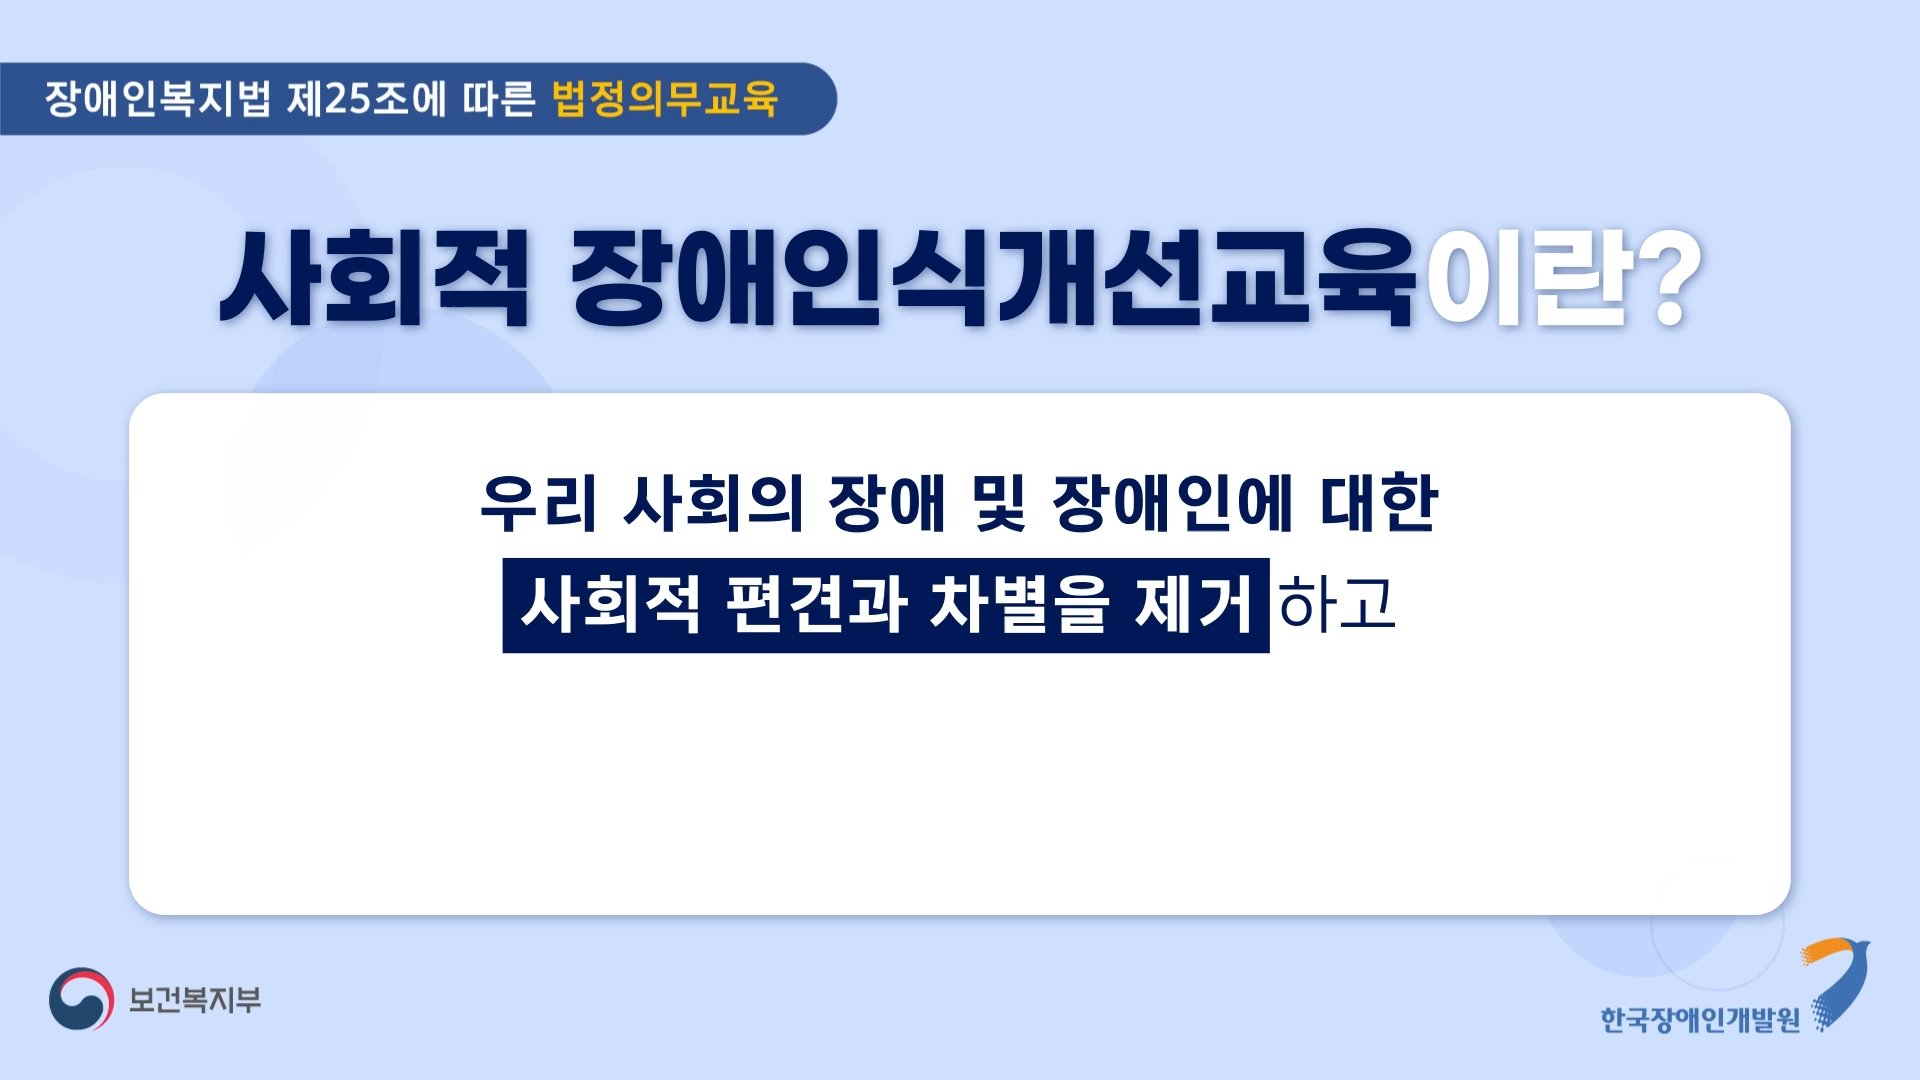 장애인복지법 제25조에 따른 법정의무교육
사회적 장애인식개선교육이란?
우리 사회의 장애 및 장애인에 대한
사회적 편견과 차별을 제거하고
보건복지부
한국장애인개발원